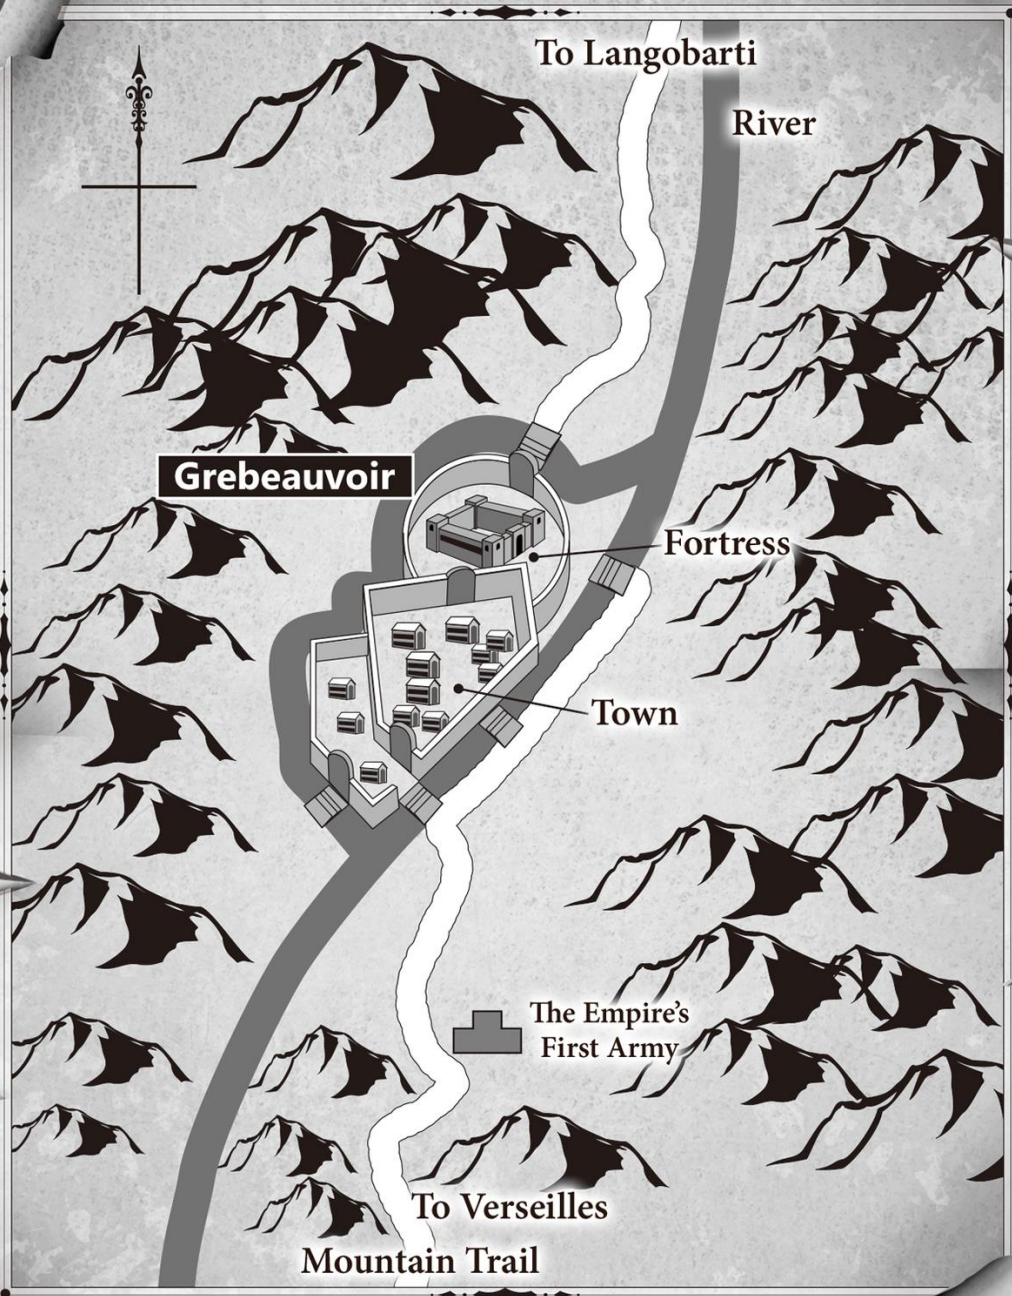 To Langobarti
River
Grebeauvoir
Fortress
Town
The Empire's
First Army
To Verseilles
Mountain Trail